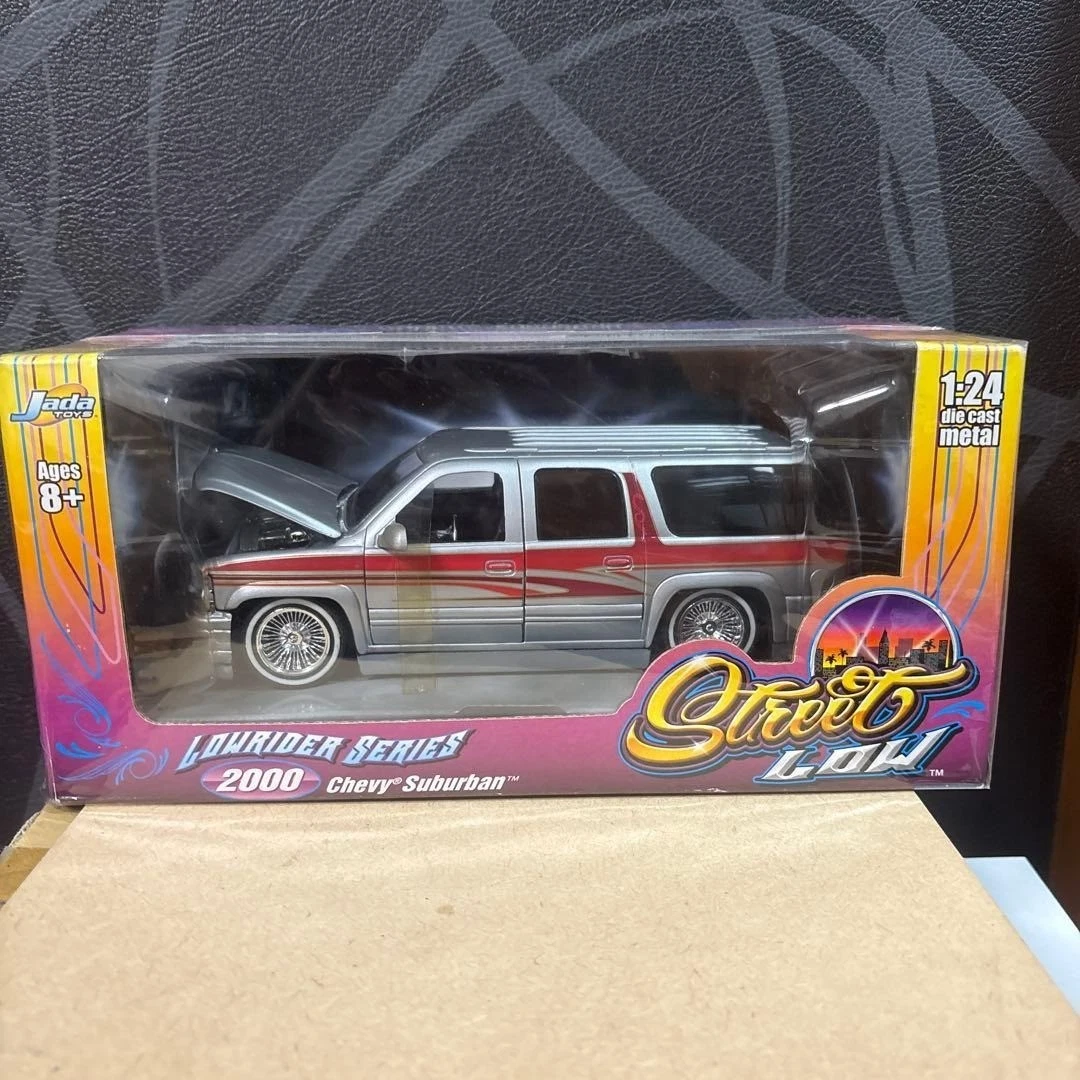 Jada
TOYS
Ages
8+
1:24
die cast
metal
Street
LOW™
LOWRIDER SERIES
2000 Chevy® Suburban™